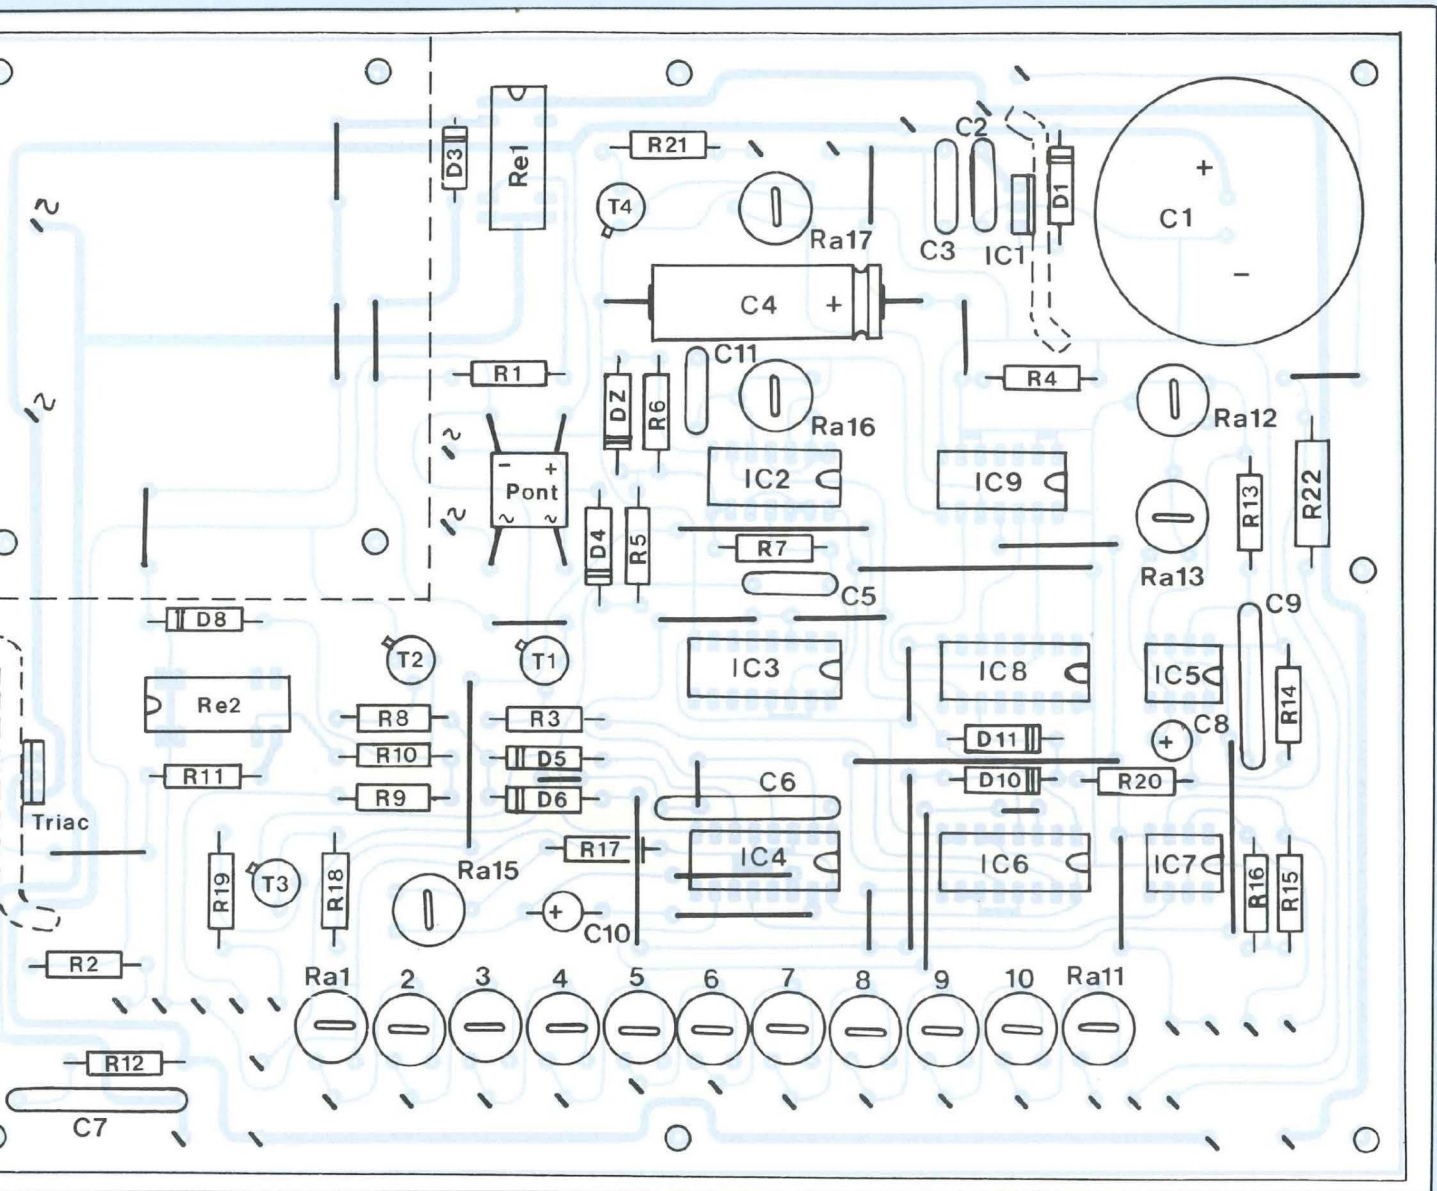 D3
Re1
R21
T4
Ra17
C2
C3
IC1
D1
+
C1
−
~
C4 +
~
R1
C11
DZ
R6
Ra16
R4
Ra12
~
− +
Pont
~ ~
~
IC2
IC9
R13
R22
D4
R5
R7
C5
Ra13
D8
T2
T1
IC3
IC8
IC5
C9
Re2
R8
R3
D11
+
C8
R14
R10
D5
R11
R9
D6
C6
D10
R20
Triac
R17
IC4
IC6
IC7
R19
T3
R18
Ra15
+
C10
R16
R15
R2
Ra1 2 3 4 5 6 7 8 9 10 Ra11
R12
C7